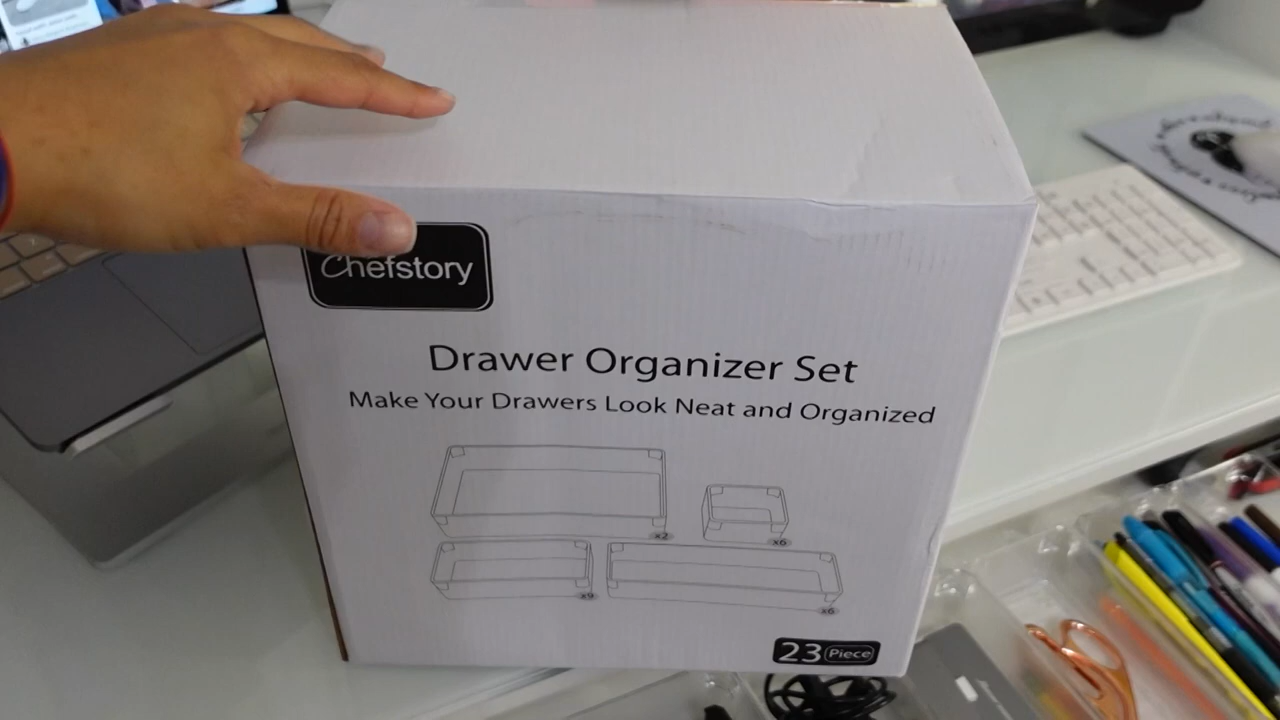 Chefstory
Drawer Organizer Set
Make Your Drawers Look Neat and Organized
x2
x6
x9
x6
23 Piece